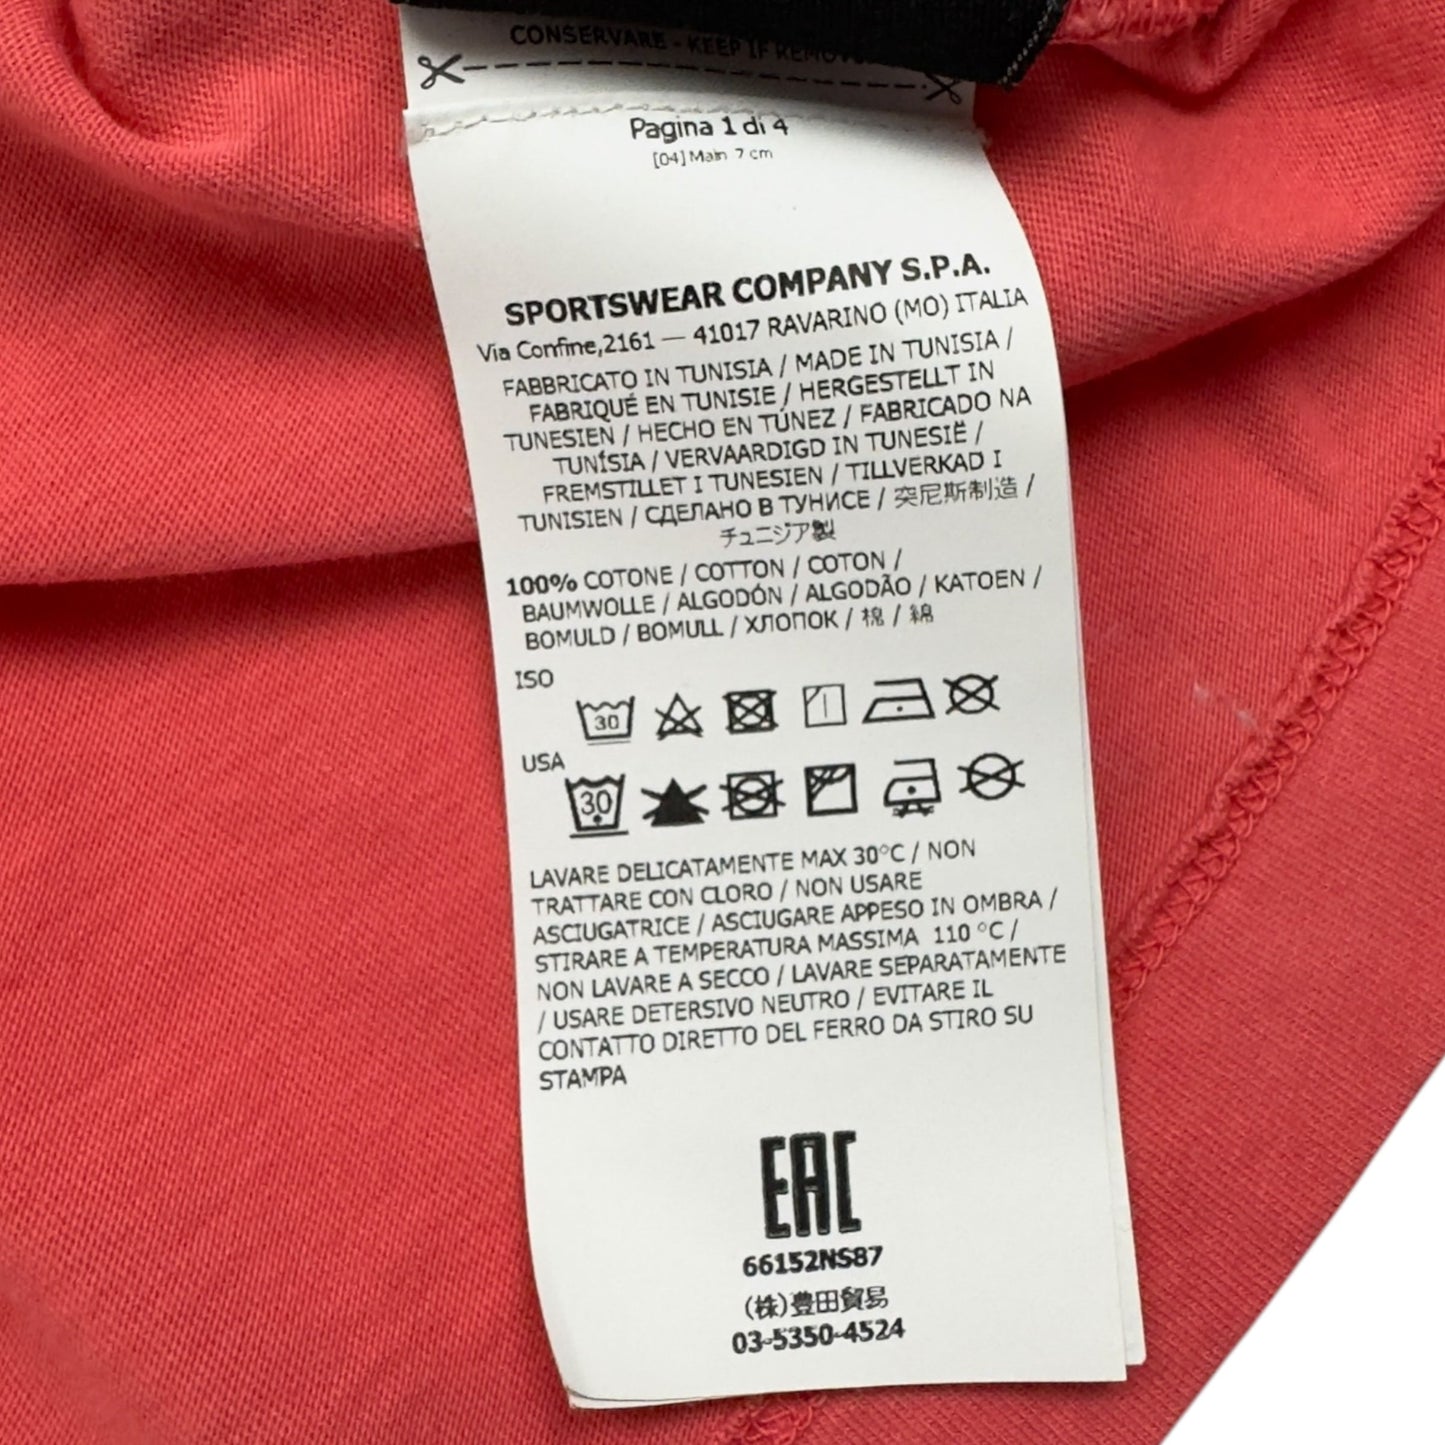 CONSERVARE - KEEP IF REMOVE
Pagina 1 di 4
[04] Main 7 cm
SPORTSWEAR COMPANY S.P.A.
Via Confine,2161 — 41017 RAVARINO (MO) ITALIA
FABBRICATO IN TUNISIA / MADE IN TUNISIA /
FABRIQUÉ EN TUNISIE / HERGESTELLT IN
TUNESIEN / HECHO EN TÚNEZ / FABRICADO NA
TUNÍSIA / VERVAARDIGD IN TUNESIË /
FREMSTILLET I TUNESIEN / TILLVERKAD I
TUNISIEN / СДЕЛАНО В ТУНИСЕ / 突尼斯制造 /
チュニジア製
100% COTONE / COTTON / COTON /
BAUMWOLLE / ALGODÓN / ALGODÃO / KATOEN /
BOMULD / BOMULL / ХЛОПОК / 棉 / 綿
ISO
30
USA
30
LAVARE DELICATAMENTE MAX 30°C / NON
TRATTARE CON CLORO / NON USARE
ASCIUGATRICE / ASCIUGARE APPESO IN OMBRA /
STIRARE A TEMPERATURA MASSIMA 110 °C /
NON LAVARE A SECCO / LAVARE SEPARATAMENTE
/ USARE DETERSIVO NEUTRO / EVITARE IL
CONTATTO DIRETTO DEL FERRO DA STIRO SU
STAMPA
EAC
66152NS87
(株)豊田貿易
03-5350-4524